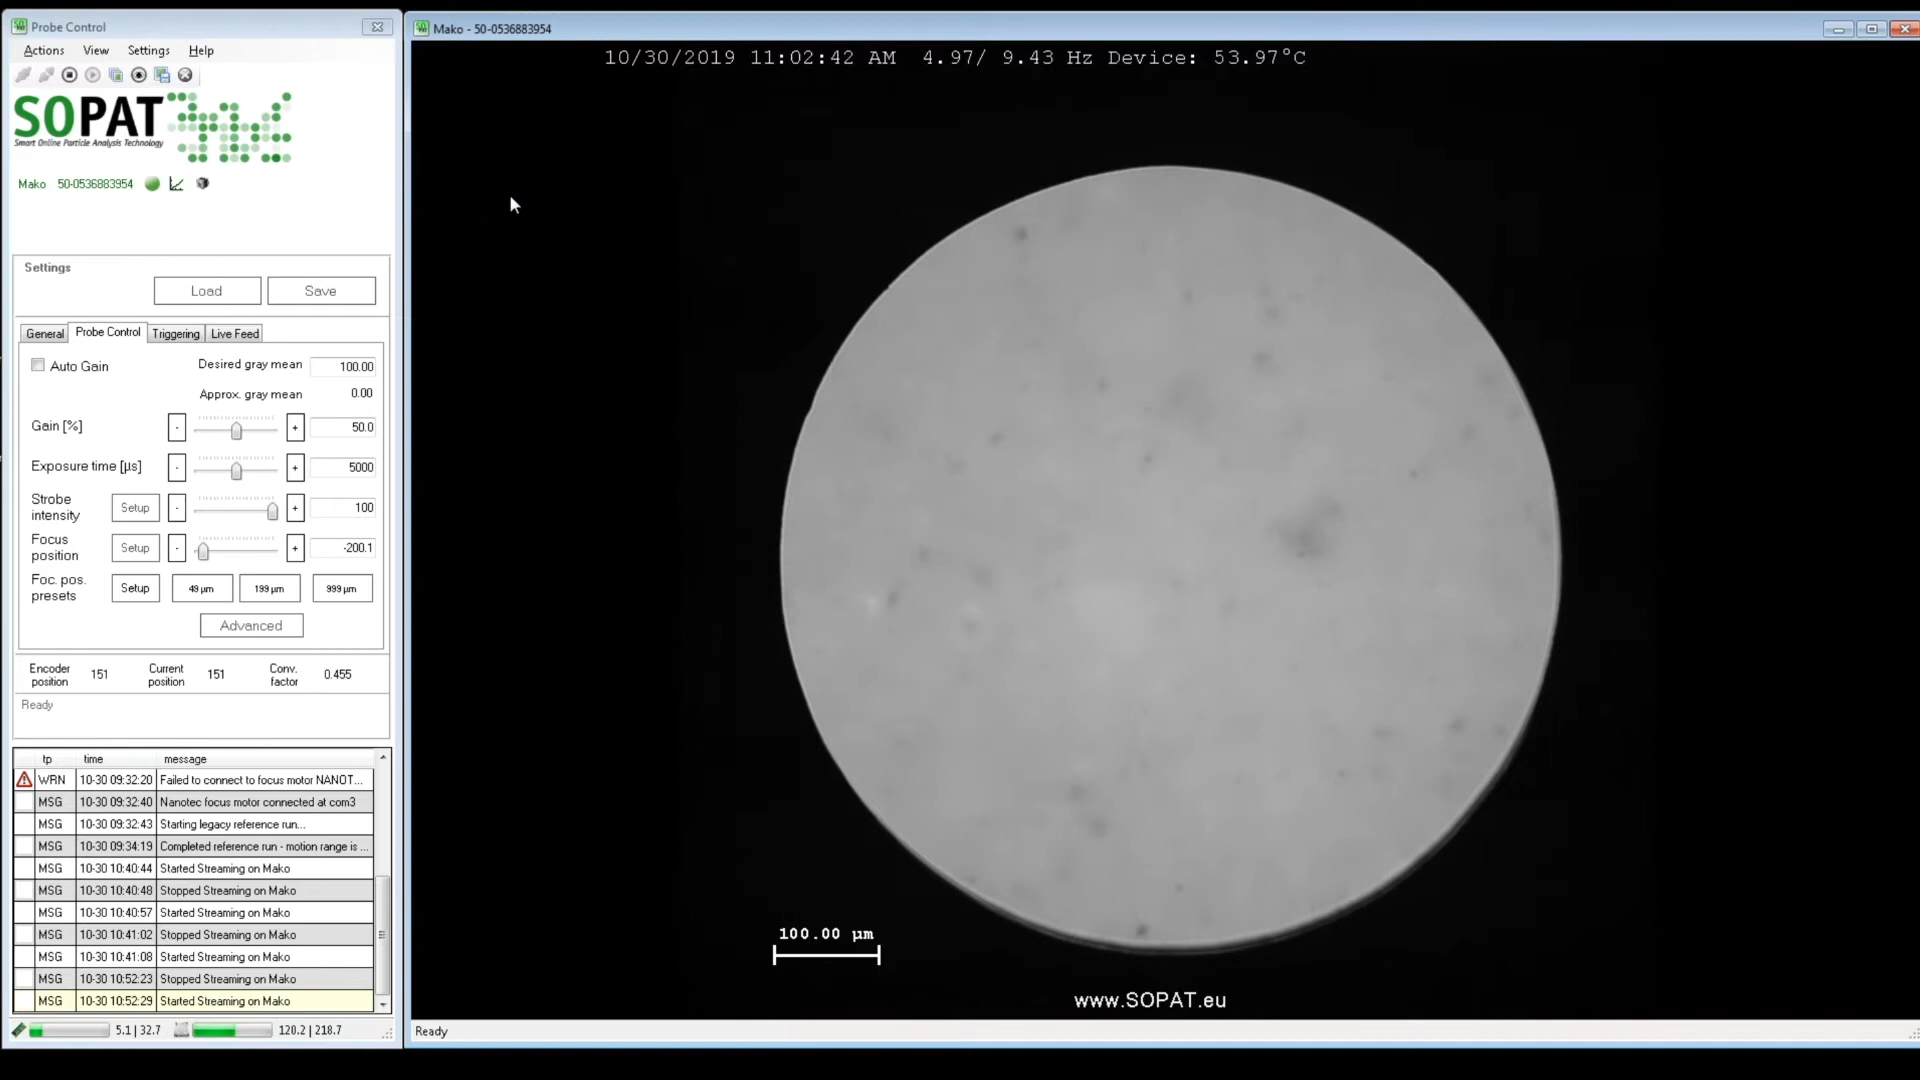 Probe Control
Actions View Settings Help
SOPAT
Smart Online Particle Analysis Technology
Mako 50-0536883954
Settings
Load Save
General Probe Control Triggering Live Feed
Auto Gain Desired gray mean 100.00
Approx. gray mean 0.00
Gain [%] - + 50.0
Exposure time [µs] - + 5000
Strobe intensity Setup - + 100
Focus position Setup - + -200.1
Foc. pos. presets Setup 49 µm 199 µm 999 µm
Advanced
Encoder position 151 Current position 151 Conv. factor 0.455
Ready
tp time message
WRN 10-30 09:32:20 Failed to connect to focus motor NANOT...
MSG 10-30 09:32:40 Nanotec focus motor connected at com3
MSG 10-30 09:32:43 Starting legacy reference run...
MSG 10-30 09:34:19 Completed reference run - motion range is ...
MSG 10-30 10:40:44 Started Streaming on Mako
MSG 10-30 10:40:48 Stopped Streaming on Mako
MSG 10-30 10:40:57 Started Streaming on Mako
MSG 10-30 10:41:02 Stopped Streaming on Mako
MSG 10-30 10:41:08 Started Streaming on Mako
MSG 10-30 10:52:23 Stopped Streaming on Mako
MSG 10-30 10:52:29 Started Streaming on Mako
5.1 | 32.7 120.2 | 218.7
Mako - 50-0536883954
10/30/2019 11:02:42 AM 4.97/ 9.43 Hz Device: 53.97°C
100.00 µm
www.SOPAT.eu
Ready